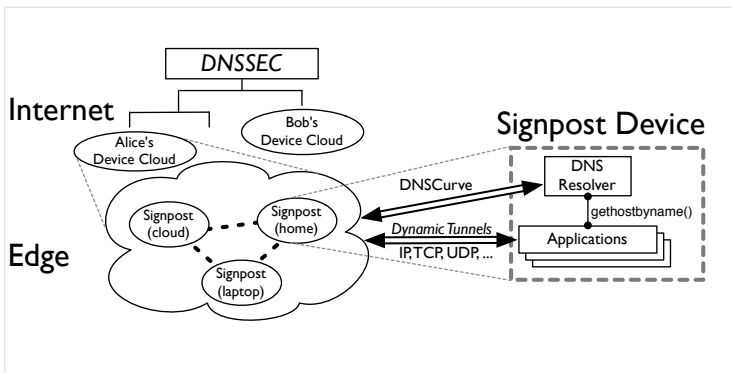 DNSSEC
Internet
Alice's
Device Cloud
Bob's
Device Cloud
Signpost Device
DNSCurve
DNS
Resolver
gethostbyname()
Signpost
(cloud)
Signpost
(home)
Dynamic Tunnels
IP, TCP, UDP, ...
Applications
Edge
Signpost
(laptop)